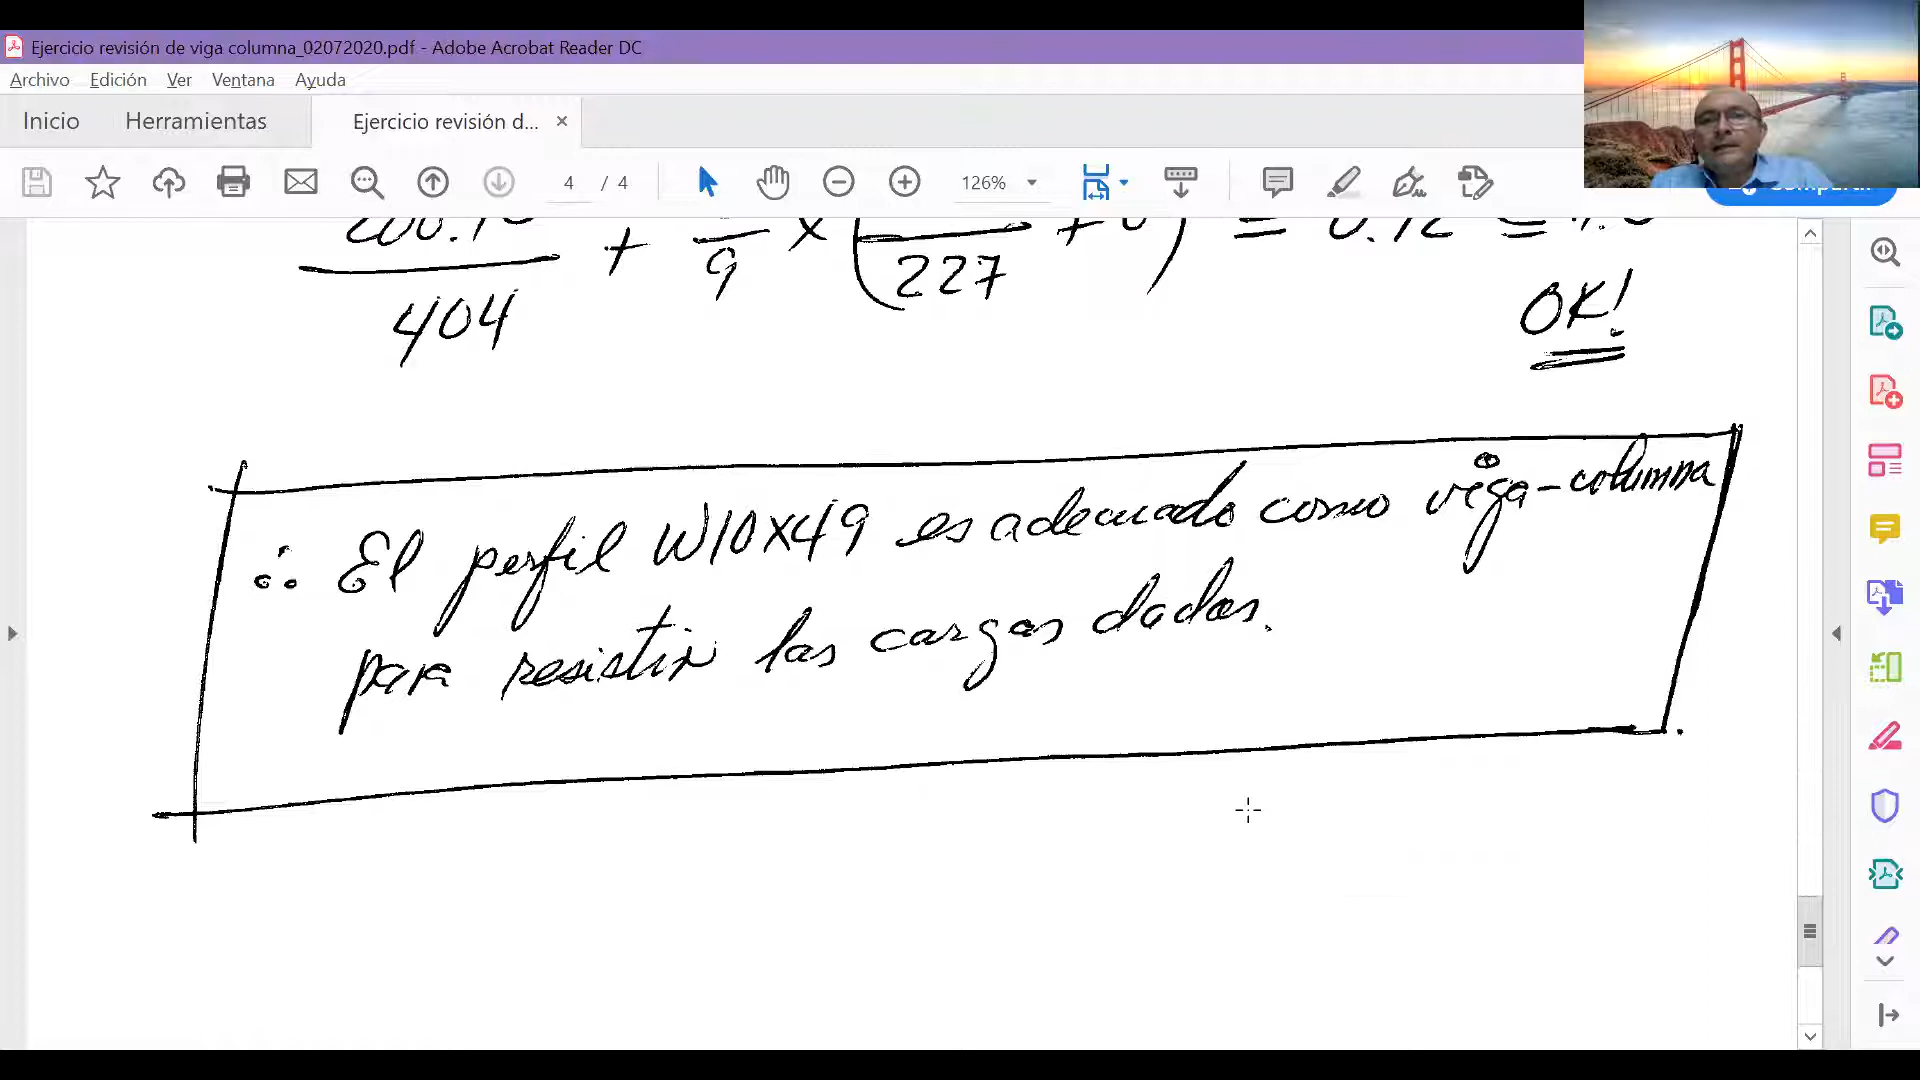 Ejercicio revisión de viga columna_02072020.pdf - Adobe Acrobat Reader DC
Archivo Edición Ver Ventana Ayuda
Inicio Herramientas Ejercicio revisión d... ×
4 / 4 126%
404 + 9 × ( 227
OK!
∴ El perfil W10X49 es adecuado como viga-columna
para resistir las cargas dadas.